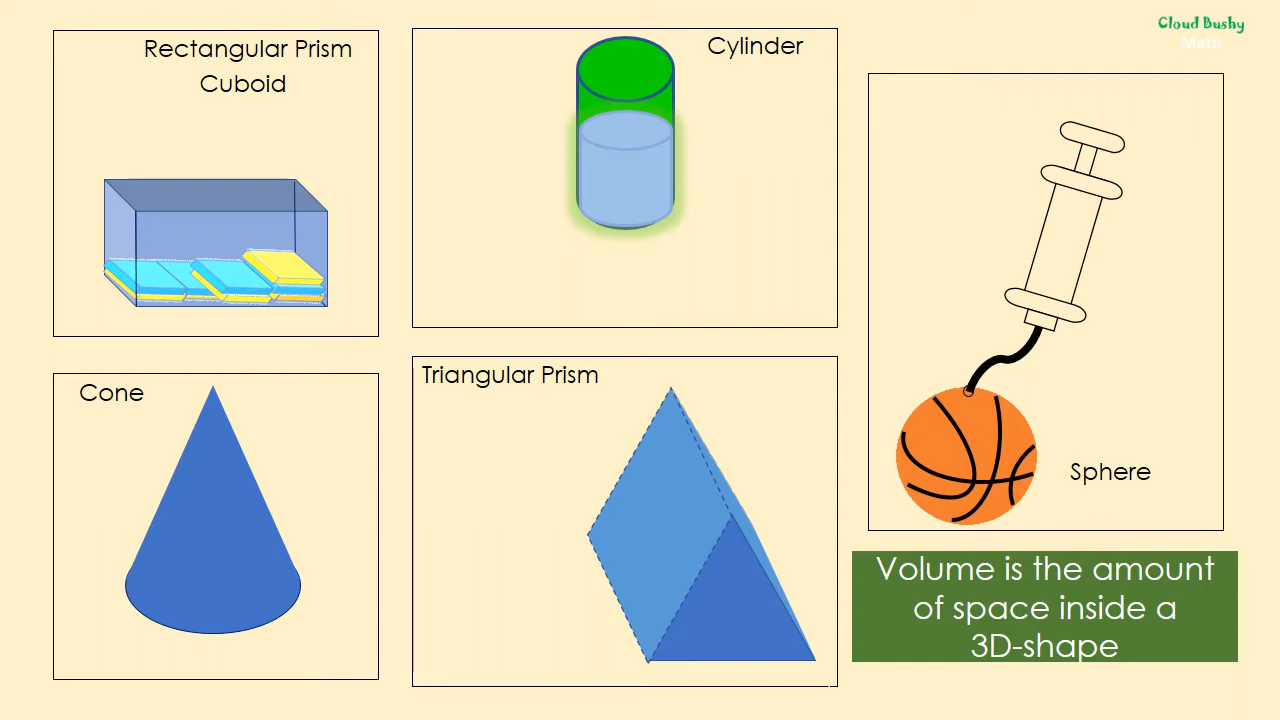 Cloud Bushy
Math
Rectangular Prism
Cuboid
Cylinder
Cone
Triangular Prism
Sphere
Volume is the amount
of space inside a
3D-shape